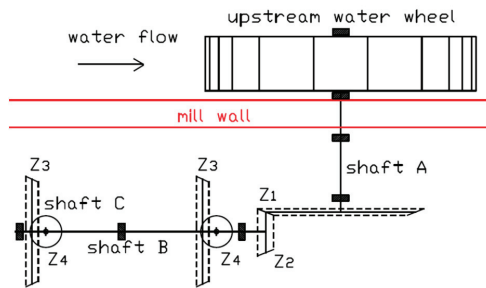 upstream water wheel
water flow
mill wall
shaft A
Z3
Z3
Z1
shaft C
shaft B
Z4
Z4
Z2